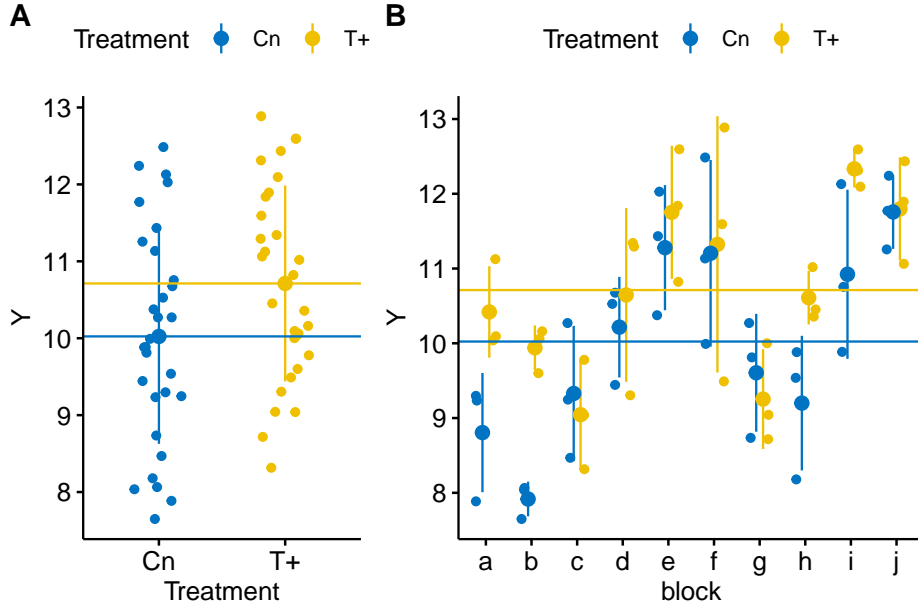 A
Treatment Cn T+
13
12
11
10
9
8
Y
Cn T+
Treatment
B
Treatment Cn T+
13
12
11
10
9
8
Y
a b c d e f g h i j
block